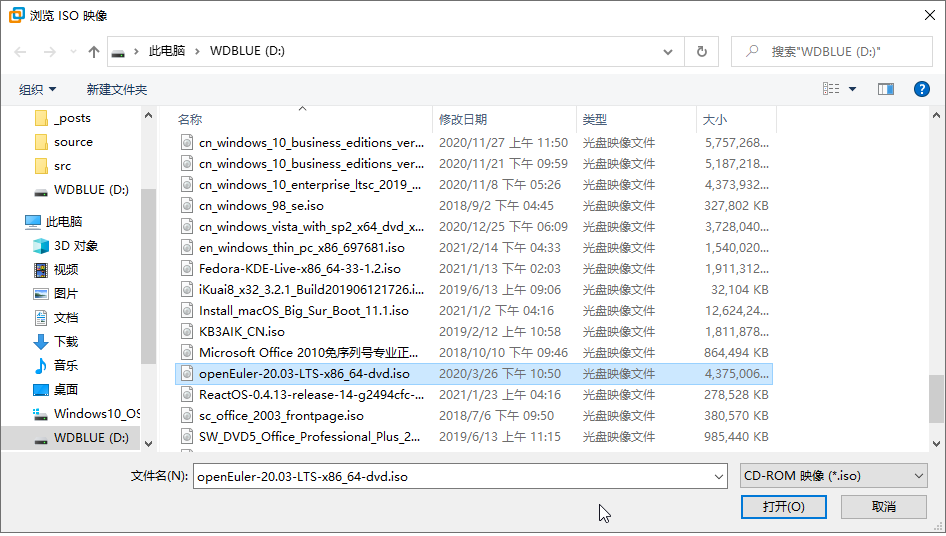 浏览 ISO 映像
此电脑 WDBLUE (D:)
搜索"WDBLUE (D:)"
组织 新建文件夹
_posts
source
src
WDBLUE (D:)
此电脑
3D 对象
视频
图片
文档
下载
音乐
桌面
Windows10_OS
WDBLUE (D:)
名称 修改日期 类型 大小
cn_windows_10_business_editions_ver... 2020/11/27 上午 11:50 光盘映像文件 5,757,268...
cn_windows_10_business_editions_ver... 2020/11/21 下午 09:59 光盘映像文件 5,187,218...
cn_windows_10_enterprise_ltsc_2019_... 2020/11/8 下午 05:26 光盘映像文件 4,373,932...
cn_windows_98_se.iso 2018/9/2 下午 04:45 光盘映像文件 327,802 KB
cn_windows_vista_with_sp2_x64_dvd_x... 2020/12/25 下午 06:09 光盘映像文件 3,728,040...
en_windows_thin_pc_x86_697681.iso 2021/2/14 下午 04:33 光盘映像文件 1,540,020...
Fedora-KDE-Live-x86_64-33-1.2.iso 2021/1/13 下午 02:03 光盘映像文件 1,911,312...
iKuai8_x32_3.2.1_Build201906121726.i... 2019/6/13 上午 09:06 光盘映像文件 32,104 KB
Install_macOS_Big_Sur_Boot_11.1.iso 2021/1/2 下午 04:16 光盘映像文件 12,624,24...
KB3AIK_CN.iso 2019/2/12 上午 10:58 光盘映像文件 1,811,878...
Microsoft Office 2010免序列号专业正... 2018/10/10 下午 09:46 光盘映像文件 864,494 KB
openEuler-20.03-LTS-x86_64-dvd.iso 2020/3/26 下午 10:50 光盘映像文件 4,375,006...
ReactOS-0.4.13-release-14-g2494cfc-... 2021/1/23 上午 04:16 光盘映像文件 278,528 KB
sc_office_2003_frontpage.iso 2018/7/6 下午 09:50 光盘映像文件 380,570 KB
SW_DVD5_Office_Professional_Plus_2... 2019/6/13 上午 11:15 光盘映像文件 985,440 KB
文件名(N): openEuler-20.03-LTS-x86_64-dvd.iso CD-ROM 映像 (*.iso)
打开(O) 取消